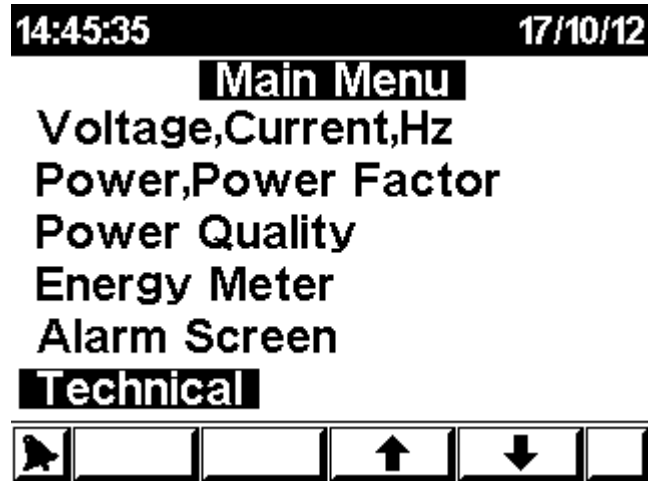 14:45:35 17/10/12
Main Menu
Voltage,Current,Hz
Power,Power Factor
Power Quality
Energy Meter
Alarm Screen
Technical